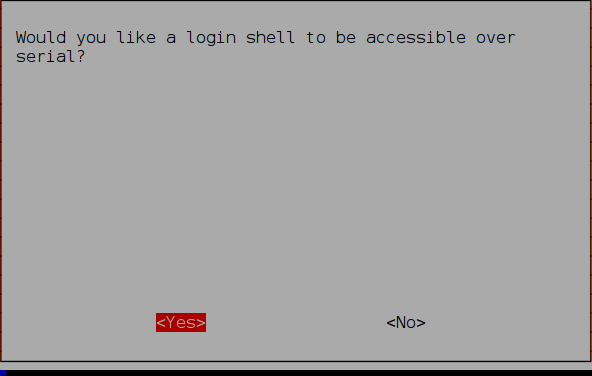 Would you like a login shell to be accessible over
serial?
<Yes> <No>